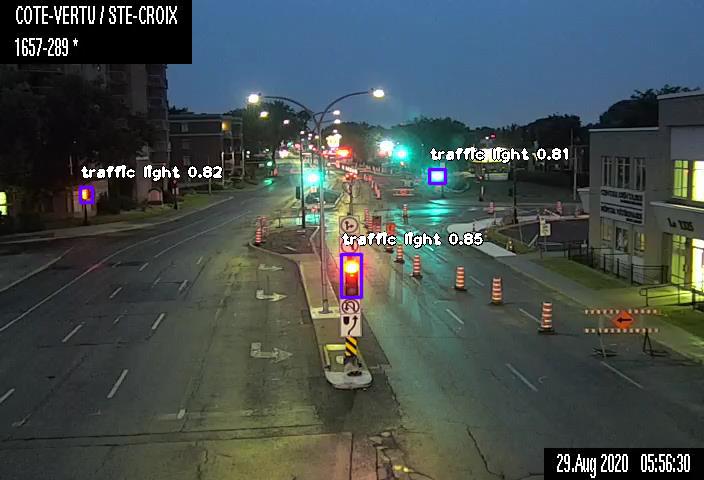 COTE-VERTU / STE-CROIX
1657-289 *
traffic light 0.81
traffic light 0.82
traffic light 0.85
29.Aug 2020 05:56:30